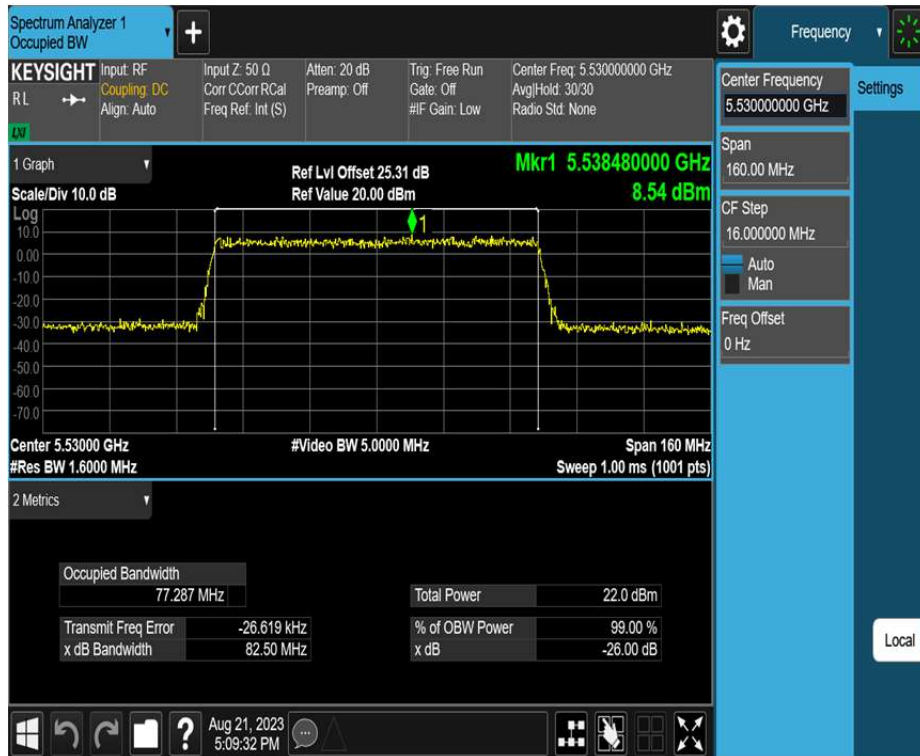 Spectrum Analyzer 1
Occupied BW
Frequency
KEYSIGHT
Input: RF
Coupling: DC
Align: Auto
Input Z: 50 Ω
Corr CCorr RCal
Freq Ref: Int (S)
Atten: 20 dB
Preamp: Off
Trig: Free Run
Gate: Off
#IF Gain: Low
Center Freq: 5.530000000 GHz
Avg|Hold: 30/30
Radio Std: None
R L
LXI
Center Frequency
5.53000000 GHz
Settings
Span
160.00 MHz
CF Step
16.000000 MHz
Auto
Man
Freq Offset
0 Hz
Local
1 Graph
Scale/Div 10.0 dB
Ref Lvl Offset 25.31 dB
Ref Value 20.00 dBm
Mkr1 5.538480000 GHz
8.54 dBm
Log
10.0
0.00
-10.0
-20.0
-30.0
-40.0
-50.0
-60.0
-70.0
1
Center 5.53000 GHz
#Res BW 1.6000 MHz
#Video BW 5.0000 MHz
Span 160 MHz
Sweep 1.00 ms (1001 pts)
2 Metrics
Occupied Bandwidth
77.287 MHz
Total Power 22.0 dBm
Transmit Freq Error -26.619 kHz
% of OBW Power 99.00 %
x dB Bandwidth 82.50 MHz
x dB -26.00 dB
?
Aug 21, 2023
5:09:32 PM